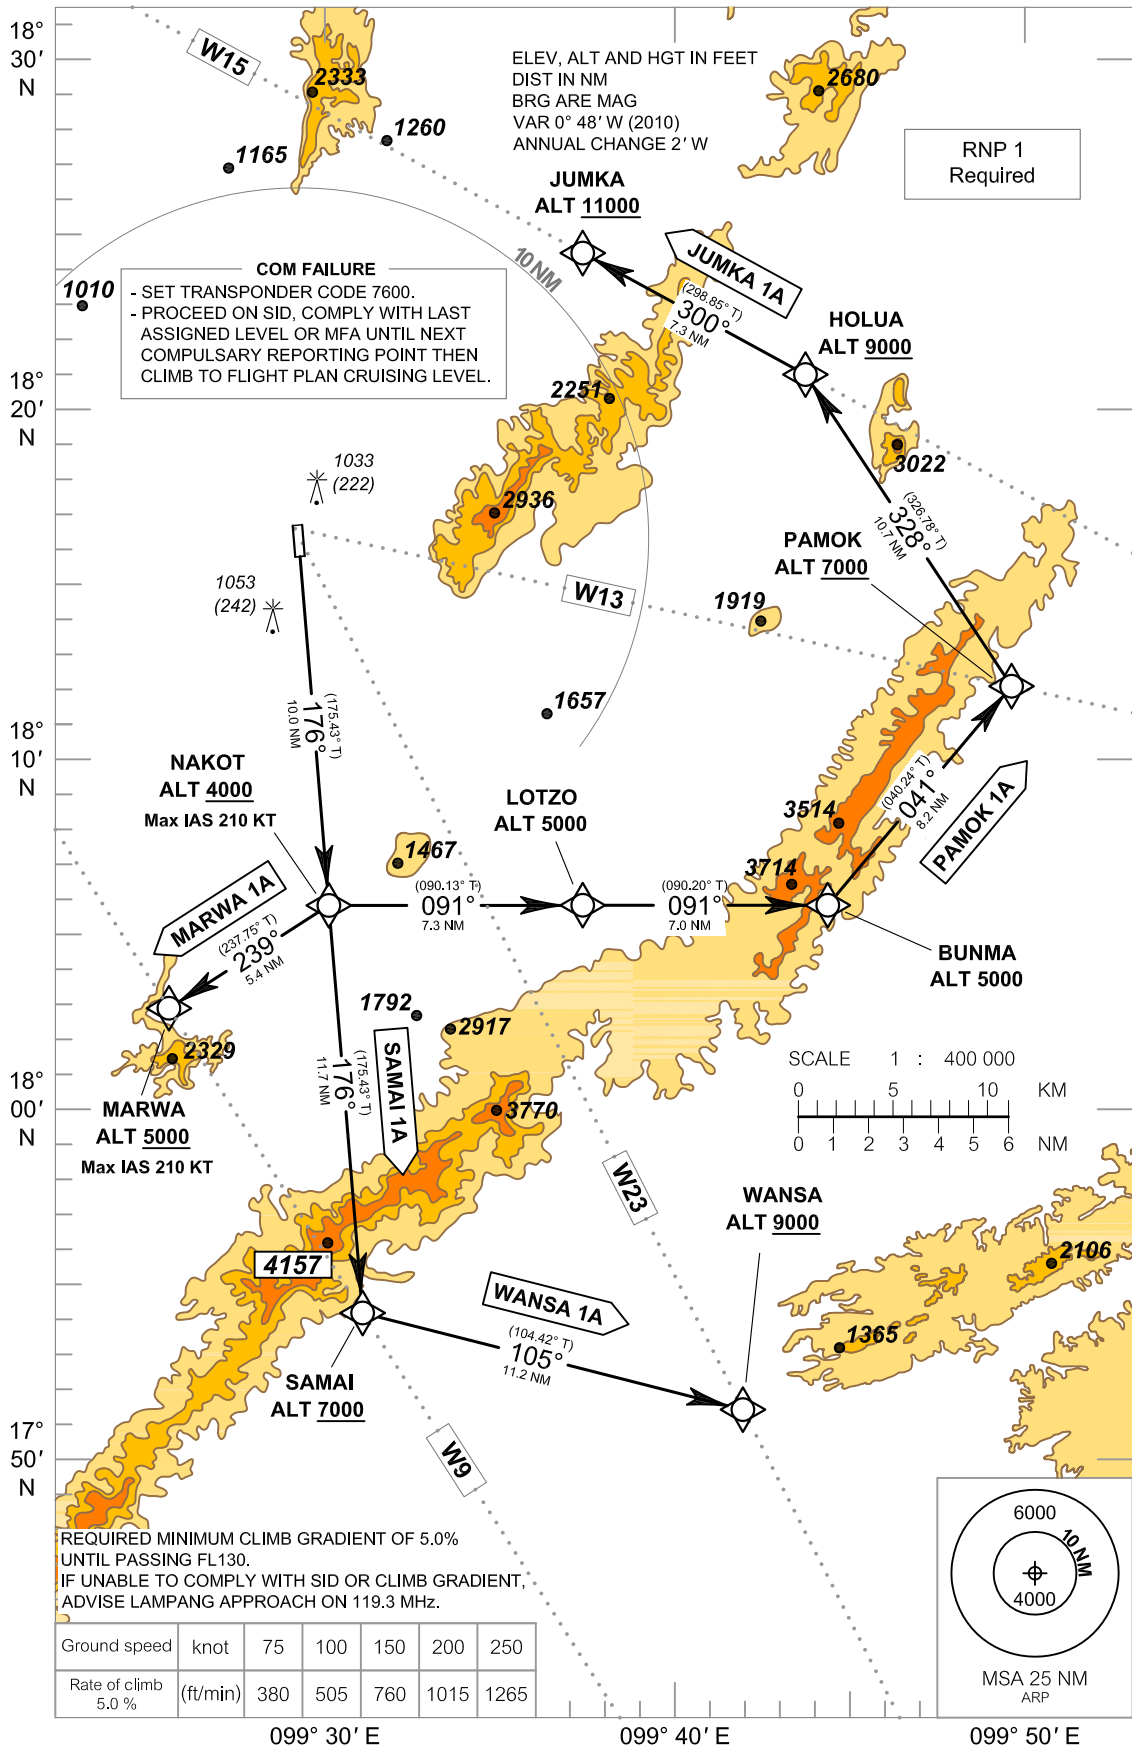 18°
30′
N
W15
2333
1260
1165
ELEV, ALT AND HGT IN FEET
DIST IN NM
BRG ARE MAG
VAR 0° 48′ W (2010)
ANNUAL CHANGE 2′ W
2680
RNP 1
Required
JUMKA
ALT 11000
10 NM
JUMKA 1A
1010
COM FAILURE
- SET TRANSPONDER CODE 7600.
- PROCEED ON SID, COMPLY WITH LAST
ASSIGNED LEVEL OR MFA UNTIL NEXT
COMPULSARY REPORTING POINT THEN
CLIMB TO FLIGHT PLAN CRUISING LEVEL.
(298.85° T)
300°
7.3 NM
HOLUA
ALT 9000
18°
20′
N
2251
3022
1033
(222)
2936
(326.78° T)
328°
10.7 NM
PAMOK
ALT 7000
1053
(242)
W13
1919
1657
(175.43° T)
176°
10.0 NM
18°
10′
N
NAKOT
ALT 4000
Max IAS 210 KT
LOTZO
ALT 5000
(040.24° T)
041°
8.2 NM
PAMOK 1A
3514
1467
3714
MARWA 1A
(237.75° T)
239°
5.4 NM
(090.13° T)
091°
7.3 NM
(090.20° T)
091°
7.0 NM
BUNMA
ALT 5000
1792
2917
2329
(175.43° T)
176°
11.7 NM
SAMAI 1A
SCALE 1 : 400 000
0 5 10 KM
0 1 2 3 4 5 6 NM
18°
00′
N
MARWA
ALT 5000
Max IAS 210 KT
3770
W23
WANSA
ALT 9000
4157
2106
WANSA 1A
(104.42° T)
105°
11.2 NM
1365
SAMAI
ALT 7000
17°
50′
N
W9
REQUIRED MINIMUM CLIMB GRADIENT OF 5.0%
UNTIL PASSING FL130.
IF UNABLE TO COMPLY WITH SID OR CLIMB GRADIENT,
ADVISE LAMPANG APPROACH ON 119.3 MHz.
Ground speed knot 75 100 150 200 250
Rate of climb
5.0 % (ft/min) 380 505 760 1015 1265
6000
10 NM
4000
MSA 25 NM
ARP
099° 30′ E
099° 40′ E
099° 50′ E